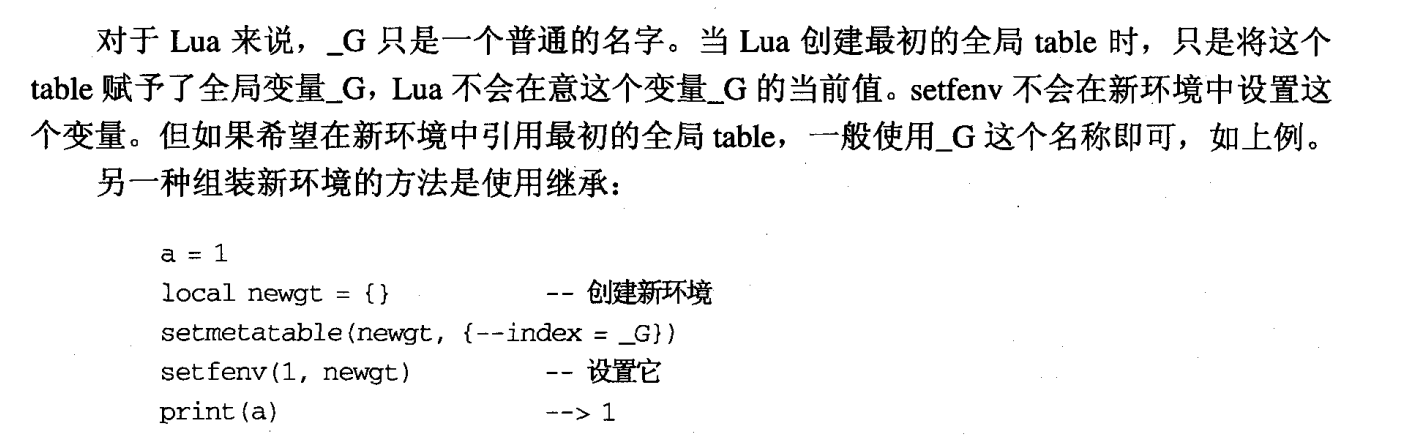 对于 Lua 来说，_G 只是一个普通的名字。当 Lua 创建最初的全局 table 时，只是将这个
table 赋予了全局变量_G，Lua 不会在意这个变量_G 的当前值。setfenv 不会在新环境中设置这
个变量。但如果希望在新环境中引用最初的全局 table，一般使用_G 这个名称即可，如上例。
另一种组装新环境的方法是使用继承：
a = 1
local newgt = {} -- 创建新环境
setmetatable(newgt, {--index = _G})
setfenv(1, newgt) -- 设置它
print(a) --> 1